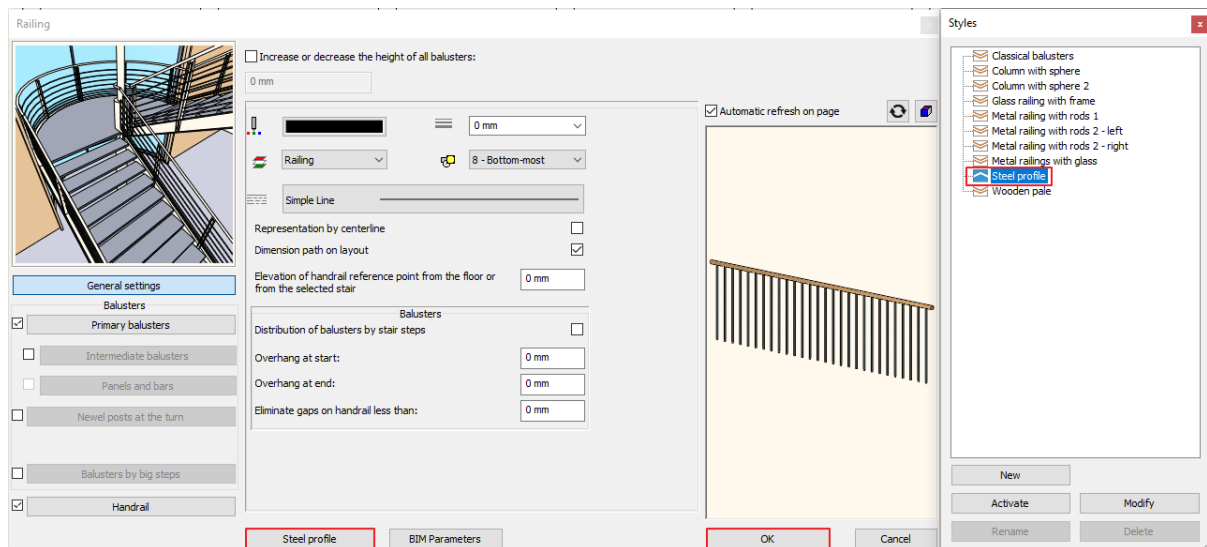 Railing
Increase or decrease the height of all balusters:
0 mm
0 mm
Railing
8 - Bottom-most
Simple Line
Representation by centerline
Dimension path on layout
Elevation of handrail reference point from the floor or
from the selected stair
0 mm
Balusters
Distribution of balusters by stair steps
Overhang at start:
0 mm
Overhang at end:
0 mm
Eliminate gaps on handrail less than:
0 mm
General settings
Balusters
Primary balusters
Intermediate balusters
Panels and bars
Newel posts at the turn
Balusters by big steps
Handrail
Steel profile
BIM Parameters
Automatic refresh on page
OK
Cancel
Styles
x
Classical balusters
Column with sphere
Column with sphere 2
Glass railing with frame
Metal railing with rods 1
Metal railing with rods 2 - left
Metal railing with rods 2 - right
Metal railings with glass
Steel profile
Wooden pale
New
Activate
Modify
Rename
Delete